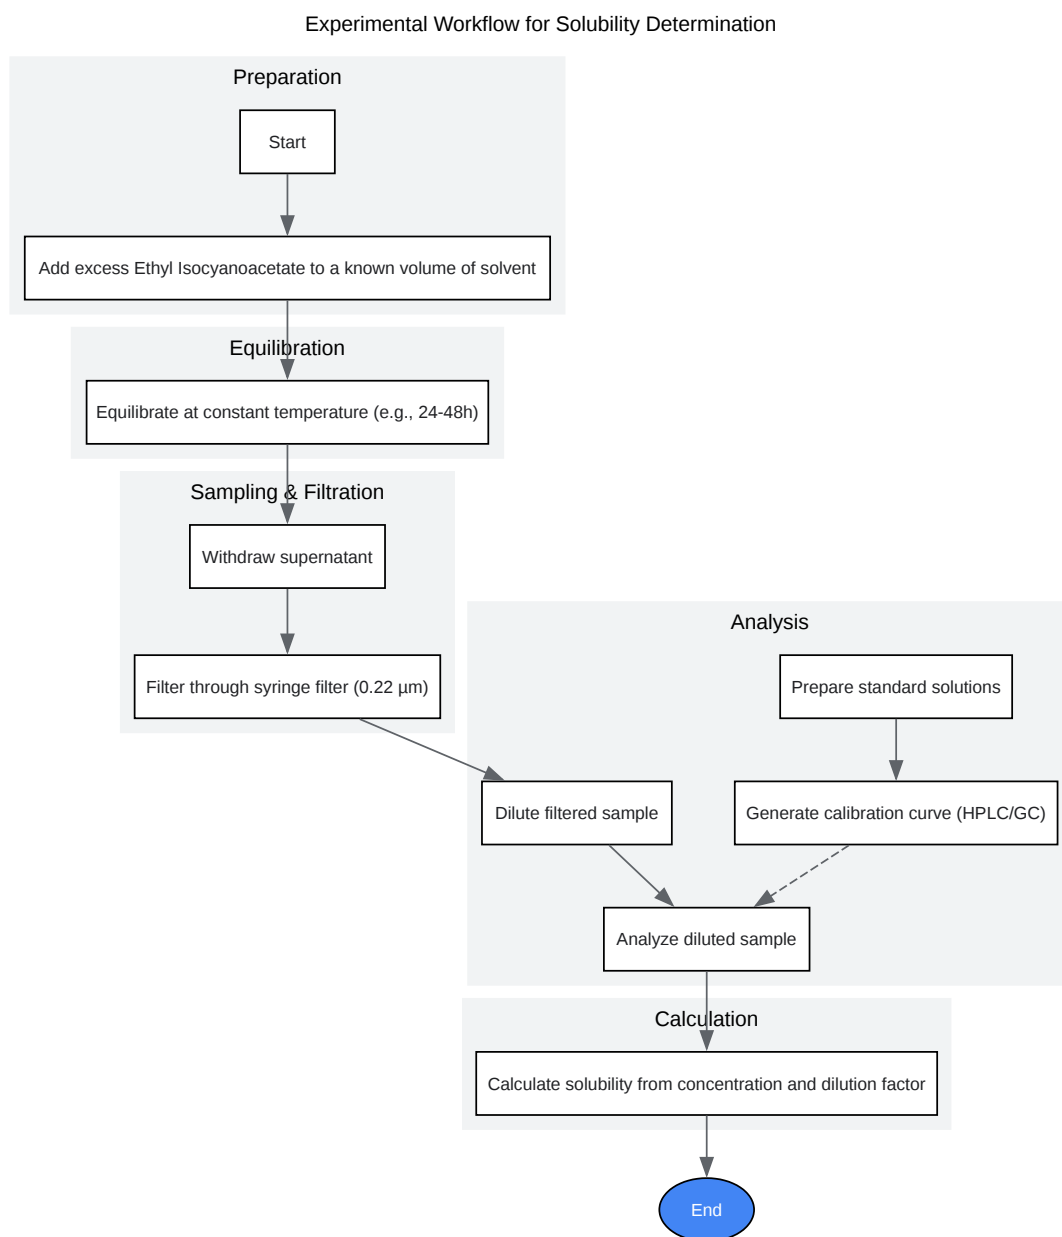 Experimental Workflow for Solubility Determination
Preparation
Start
Add excess Ethyl Isocyanoacetate to a known volume of solvent
Equilibration
Equilibrate at constant temperature (e.g., 24-48h)
Sampling & Filtration
Withdraw supernatant
Filter through syringe filter (0.22 µm)
Analysis
Prepare standard solutions
Dilute filtered sample
Generate calibration curve (HPLC/GC)
Analyze diluted sample
Calculation
Calculate solubility from concentration and dilution factor
End